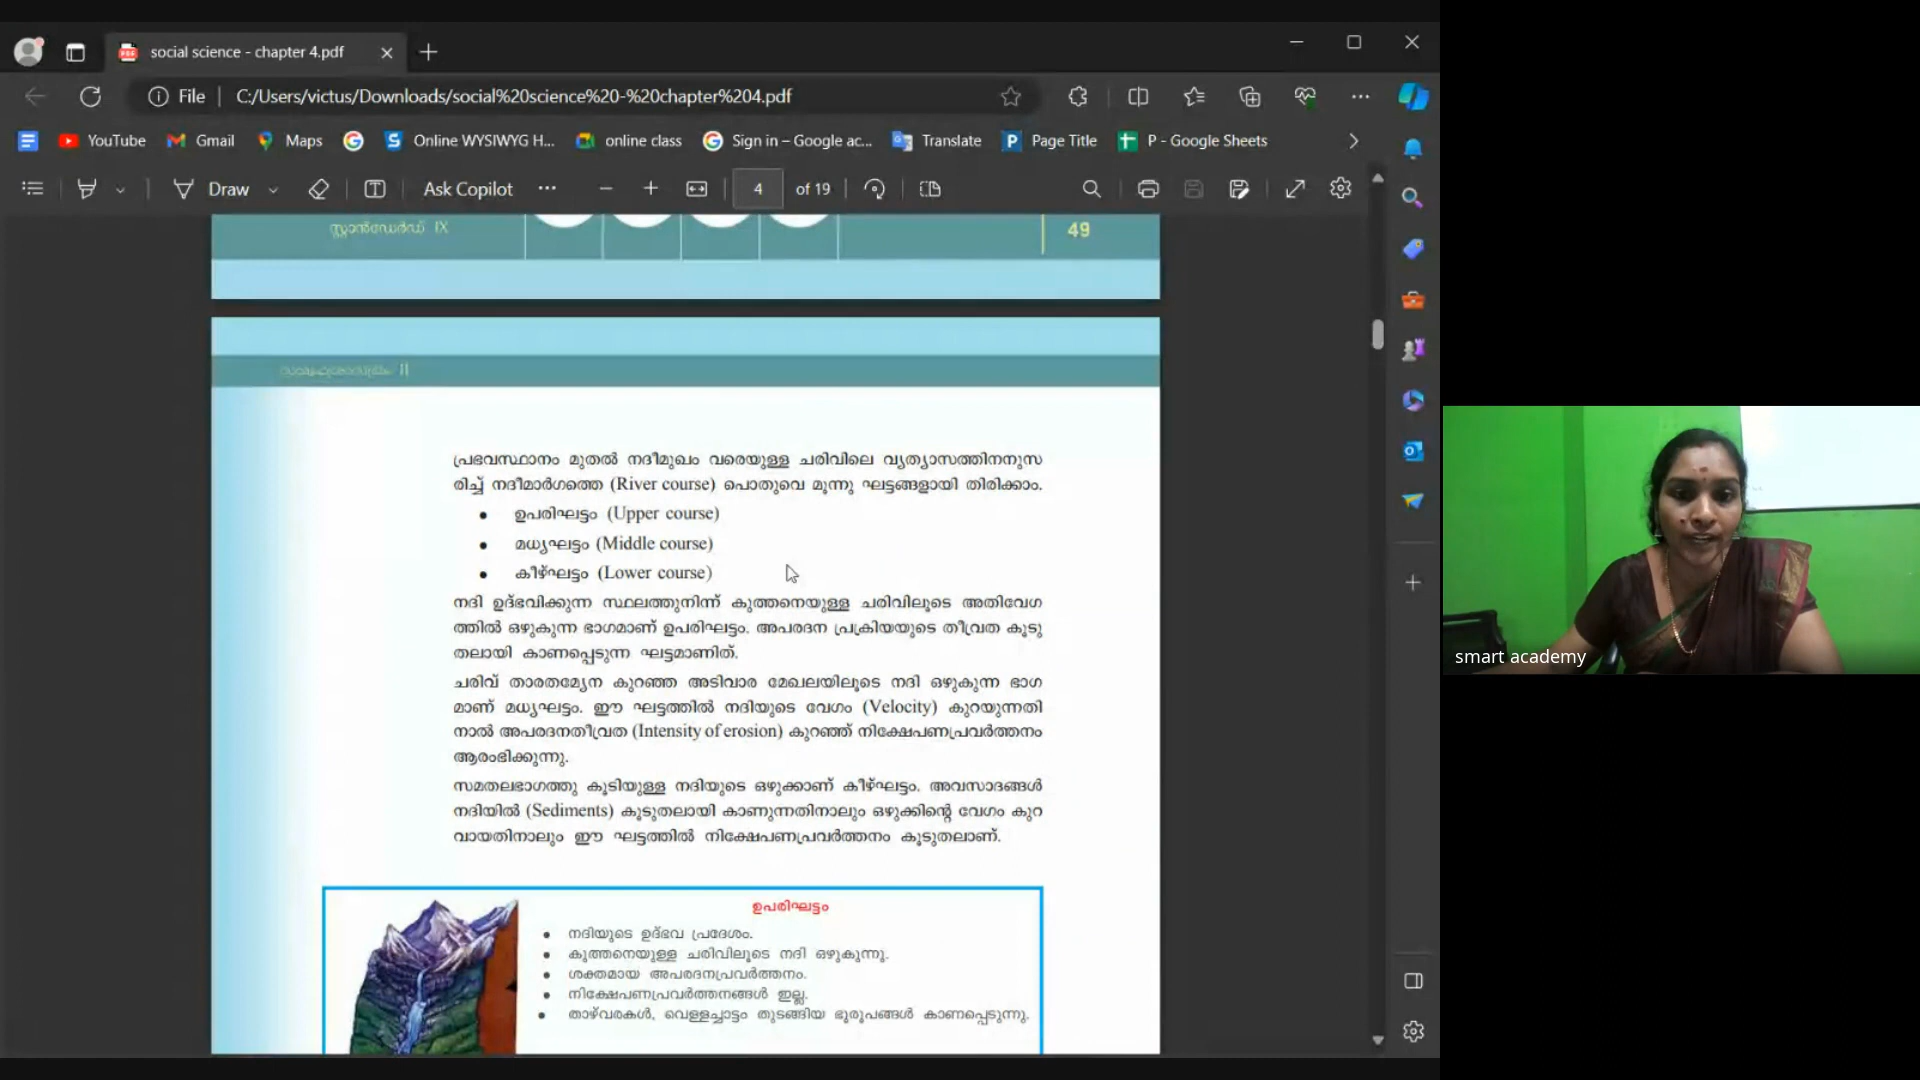 social science - chapter 4.pdf
File
C:/Users/victus/Downloads/social%20science%20-%20chapter%204.pdf
YouTube
Gmail
Maps
Online WYSIWYG H...
online class
Sign in – Google ac...
Translate
Page Title
P - Google Sheets
Draw
Ask Copilot
4 of 19
സ്റ്റാൻഡേർഡ് IX
49
സാമൂഹ്യശാസ്ത്രം II
പ്രഭവസ്ഥാനം മുതൽ നദീമുഖം വരെയുള്ള ചരിവിലെ വ്യത്യാസത്തിനനുസ
രിച്ച് നദീമാർഗത്തെ (River course) പൊതുവെ മൂന്നു ഘട്ടങ്ങളായി തിരിക്കാം.
• ഉപരിഘട്ടം (Upper course)
• മധ്യഘട്ടം (Middle course)
• കീഴ്ഘട്ടം (Lower course)
നദി ഉദ്ഭവിക്കുന്ന സ്ഥലത്തുനിന്ന് കുത്തനെയുള്ള ചരിവിലൂടെ അതിവേഗ
ത്തിൽ ഒഴുകുന്ന ഭാഗമാണ് ഉപരിഘട്ടം. അപരദന പ്രക്രിയയുടെ തീവ്രത കൂടു
തലായി കാണപ്പെടുന്ന ഘട്ടമാണിത്.
ചരിവ് താരതമ്യേന കുറഞ്ഞ അടിവാര മേഖലയിലൂടെ നദി ഒഴുകുന്ന ഭാഗ
മാണ് മധ്യഘട്ടം. ഈ ഘട്ടത്തിൽ നദിയുടെ വേഗം (Velocity) കുറയുന്നതി
നാൽ അപരദനതീവ്രത (Intensity of erosion) കുറഞ്ഞ് നിക്ഷേപണപ്രവർത്തനം
ആരംഭിക്കുന്നു.
സമതലഭാഗത്തു കൂടിയുള്ള നദിയുടെ ഒഴുക്കാണ് കീഴ്ഘട്ടം. അവസാദങ്ങൾ
നദിയിൽ (Sediments) കൂടുതലായി കാണുന്നതിനാലും ഒഴുക്കിന്റെ വേഗം കുറ
വായതിനാലും ഈ ഘട്ടത്തിൽ നിക്ഷേപണപ്രവർത്തനം കൂടുതലാണ്.
ഉപരിഘട്ടം
• നദിയുടെ ഉദ്ഭവ പ്രദേശം.
• കുത്തനെയുള്ള ചരിവിലൂടെ നദി ഒഴുകുന്നു.
• ശക്തമായ അപരദനപ്രവർത്തനം.
• നിക്ഷേപണപ്രവർത്തനങ്ങൾ ഇല്ല.
• താഴ്‌വരകൾ, വെള്ളച്ചാട്ടം തുടങ്ങിയ ഭൂരൂപങ്ങൾ കാണപ്പെടുന്നു.
smart academy